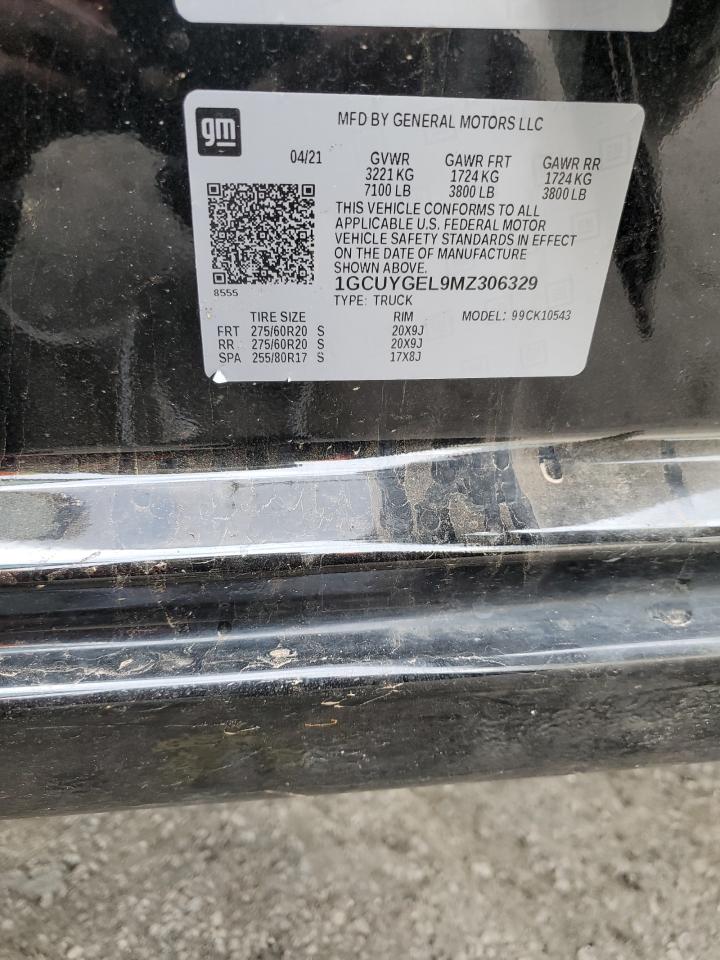 gm
MFD BY GENERAL MOTORS LLC
04/21 GVWR GAWR FRT GAWR RR
3221 KG 1724 KG 1724 KG
7100 LB 3800 LB 3800 LB
THIS VEHICLE CONFORMS TO ALL
APPLICABLE U.S. FEDERAL MOTOR
VEHICLE SAFETY STANDARDS IN EFFECT
ON THE DATE OF MANUFACTURE
SHOWN ABOVE.
8555 1GCUYGEL9MZ306329
TYPE: TRUCK
TIRE SIZE RIM MODEL: 99CK10543
FRT 275/60R20 S 20X9J
RR 275/60R20 S 20X9J
SPA 255/80R17 S 17X8J